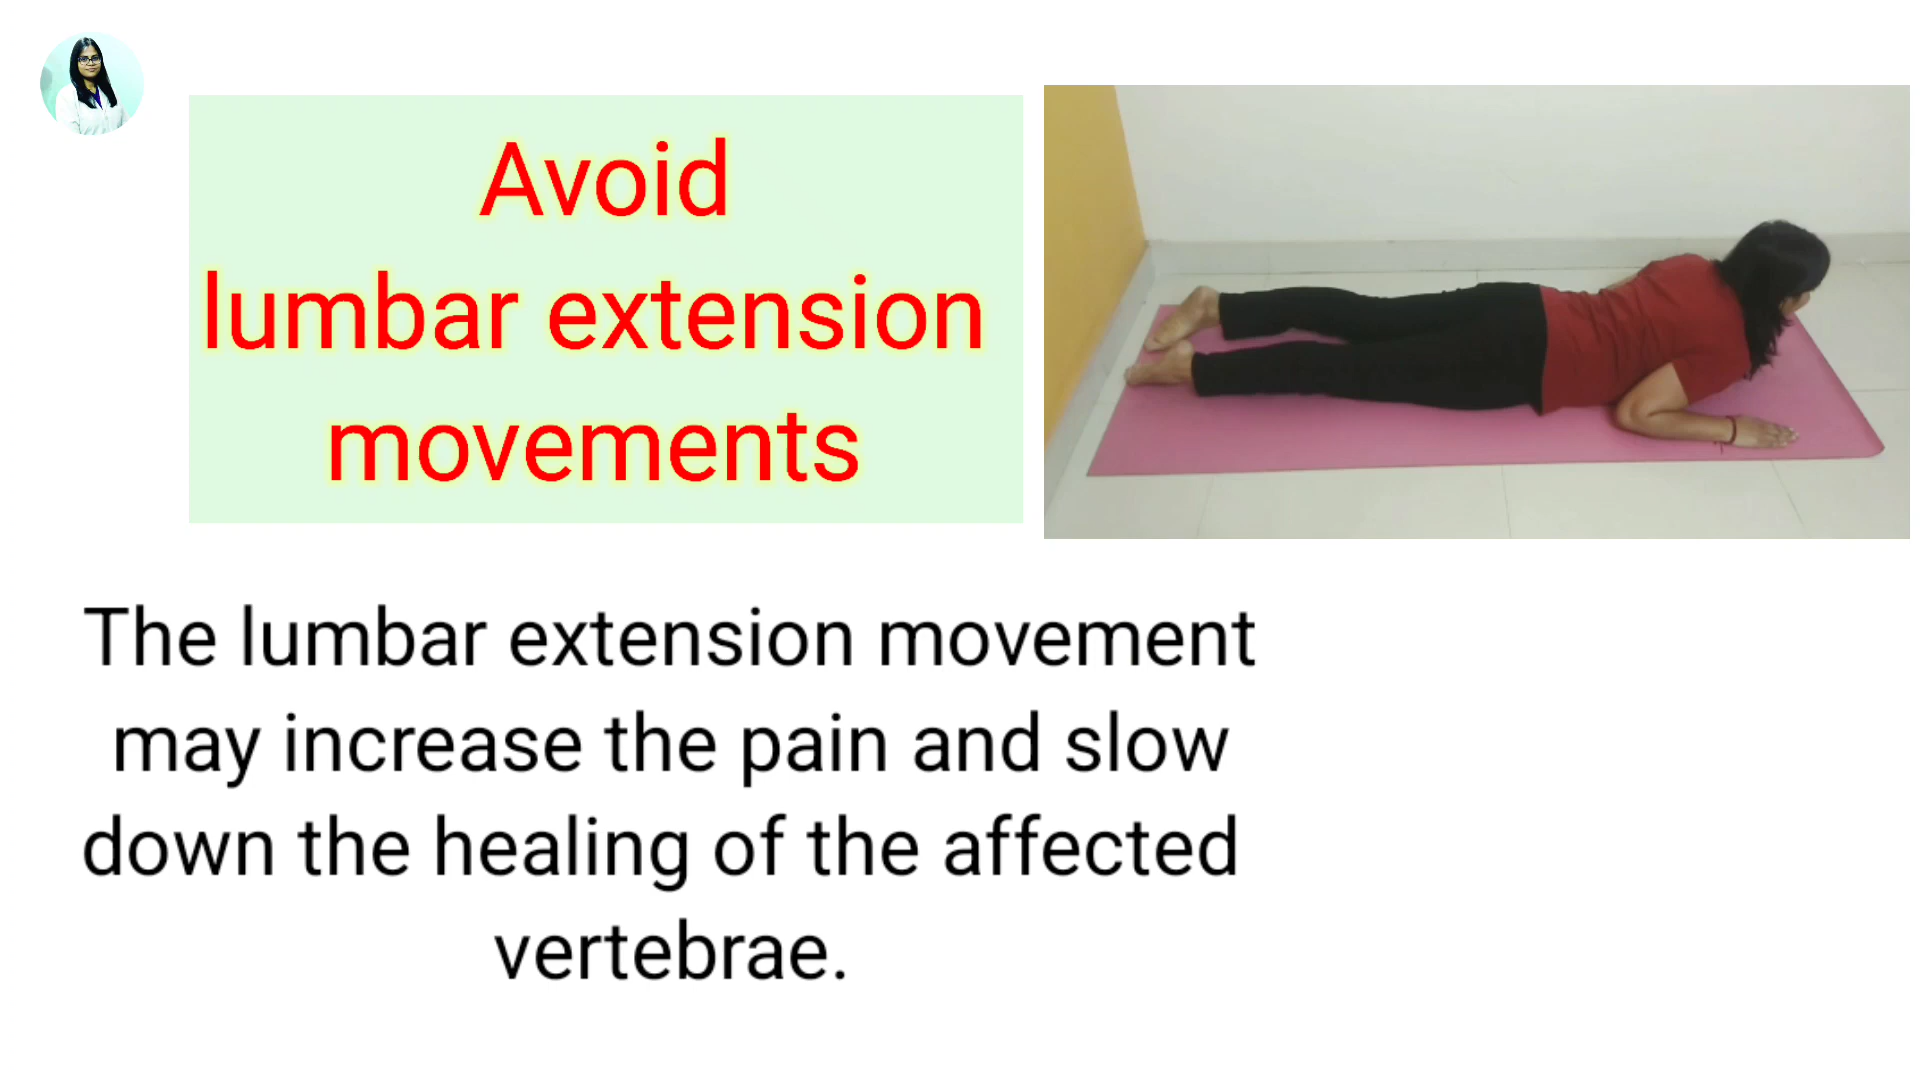 Avoid
lumbar extension
movements
The lumbar extension movement
may increase the pain and slow
down the healing of the affected
vertebrae.